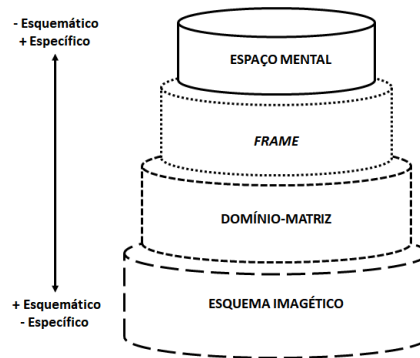 - Esquemático
+ Específico
ESPAÇO MENTAL
FRAME
DOMÍNIO-MATRIZ
+ Esquemático
- Específico
ESQUEMA IMAGÉTICO